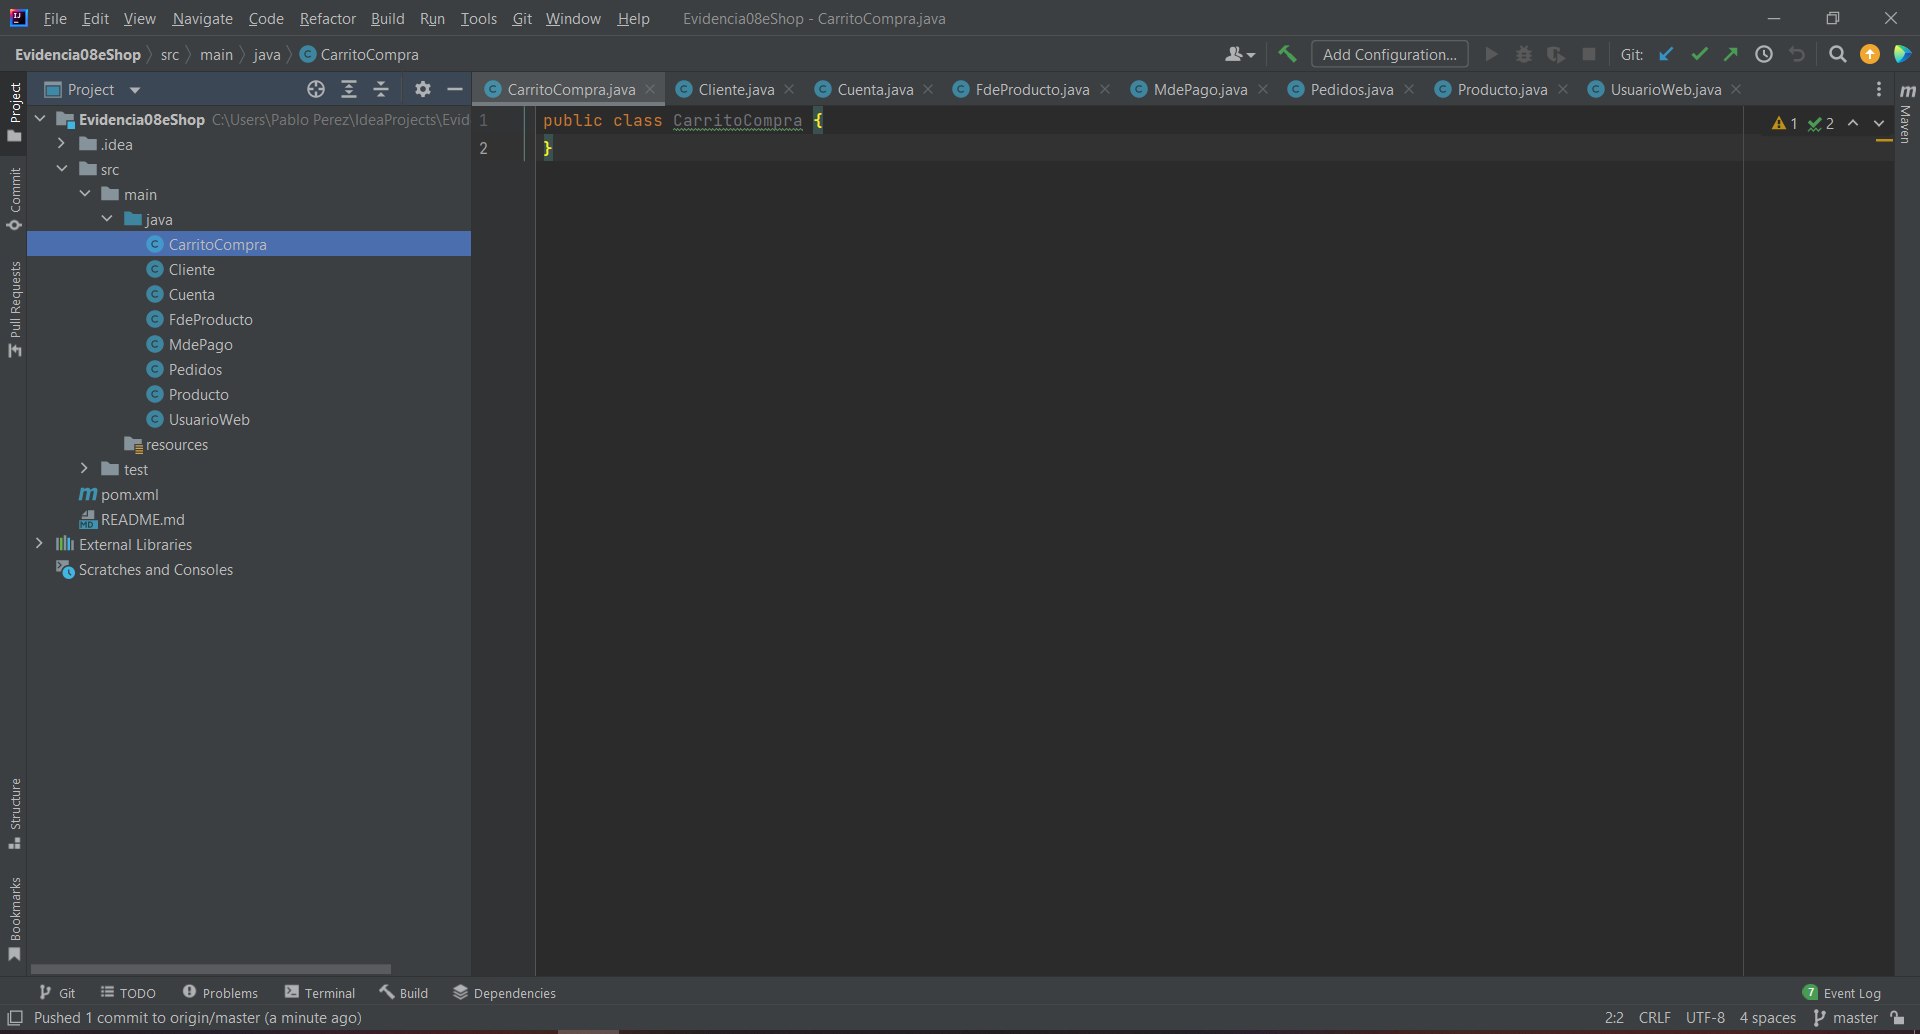 File Edit View Navigate Code Refactor Build Run Tools Git Window Help Evidencia08eShop - CarritoCompra.java
Evidencia08eShop src main java CarritoCompra Add Configuration... Git:
Project
CarritoCompra.java Cliente.java Cuenta.java FdeProducto.java MdePago.java Pedidos.java Producto.java UsuarioWeb.java
Evidencia08eShop C:\Users\Pablo Perez\IdeaProjects\Evid
.idea
src
main
java
CarritoCompra
Cliente
Cuenta
FdeProducto
MdePago
Pedidos
Producto
UsuarioWeb
resources
test
pom.xml
README.md
External Libraries
Scratches and Consoles
1 public class CarritoCompra {
2 }
1 2
Project
Commit
Pull Requests
Structure
Bookmarks
Maven
Git TODO Problems Terminal Build Dependencies 7 Event Log
Pushed 1 commit to origin/master (a minute ago) 2:2 CRLF UTF-8 4 spaces master